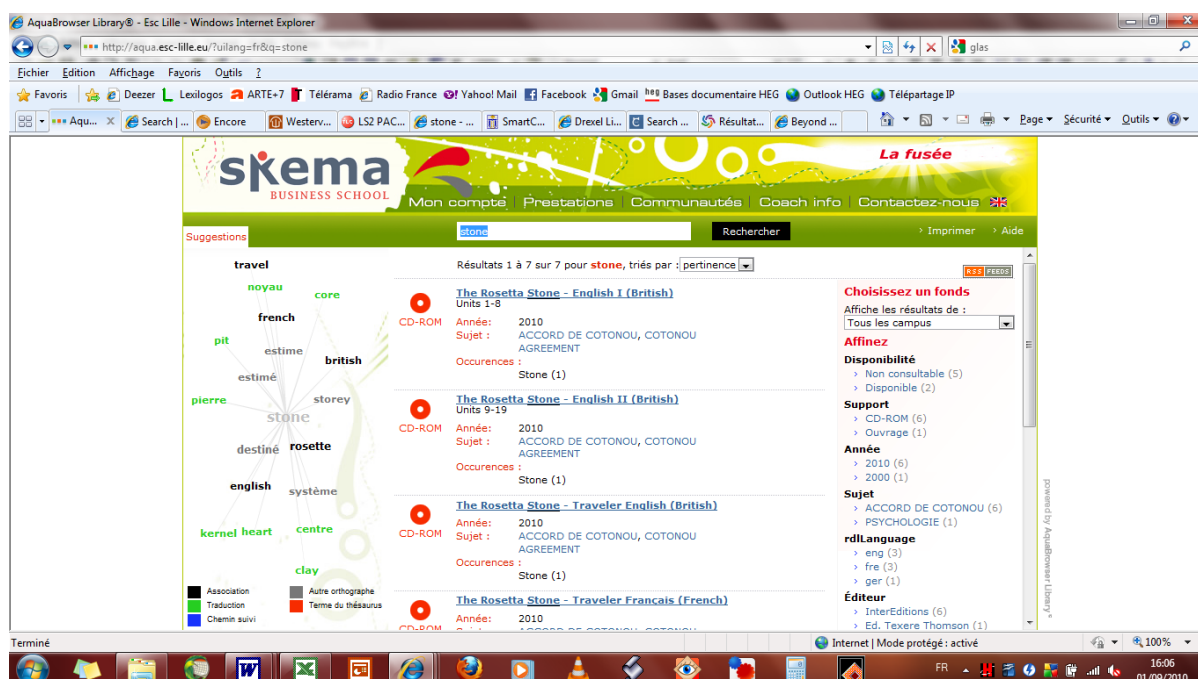 AquaBrowser Library® - Esc Lille - Windows Internet Explorer
http://aqua.esc-lille.eu/?uilang=fr&q=stone
glas
Fichier Edition Affichage Favoris Outils ?
Favoris Deezer Lexilogos ARTE+7 Télérama Radio France Yahoo! Mail Facebook Gmail heg Bases documentaire HEG Outlook HEG Télépartage IP
Aqu... X Search | ... Encore Westerv... LS2 PAC... stone - ... SmartC... Drexel Li... Search ... Résultat... Beyond ... Page Sécurité Outils
skema
BUSINESS SCHOOL
La fusée
Mon compte | Prestations | Communautés | Coach info | Contactez-nous
Suggestions
stone
Rechercher
› Imprimer › Aide
travel
noyau
core
french
pit
estime
british
estimé
pierre
storey
stone
destiné
rosette
english
système
kernel
heart
centre
clay
Association
Autre orthographe
Traduction
Terme du thésaurus
Chemin suivi
Résultats 1 à 7 sur 7 pour stone, triés par : pertinence
RSS FEEDS
CD-ROM
The Rosetta Stone - English I (British)
Units 1-8
Année: 2010
Sujet : ACCORD DE COTONOU, COTONOU
AGREEMENT
Occurences :
Stone (1)
CD-ROM
The Rosetta Stone - English II (British)
Units 9-19
Année: 2010
Sujet : ACCORD DE COTONOU, COTONOU
AGREEMENT
Occurences :
Stone (1)
CD-ROM
The Rosetta Stone - Traveler English (British)
Année: 2010
Sujet : ACCORD DE COTONOU, COTONOU
AGREEMENT
Occurences :
Stone (1)
CD-ROM
The Rosetta Stone - Traveler Français (French)
Année: 2010
Choisissez un fonds
Affiche les résultats de :
Tous les campus
Affinez
Disponibilité
› Non consultable (5)
› Disponible (2)
Support
› CD-ROM (6)
› Ouvrage (1)
Année
› 2010 (6)
› 2000 (1)
Sujet
› ACCORD DE COTONOU (6)
› PSYCHOLOGIE (1)
rdlLanguage
› eng (3)
› fre (3)
› ger (1)
Éditeur
› InterEditions (6)
› Ed. Texere Thomson (1)
powered by AquaBrowser Library®
Terminé
Internet | Mode protégé : activé
100%
FR
16:06
01/09/2010